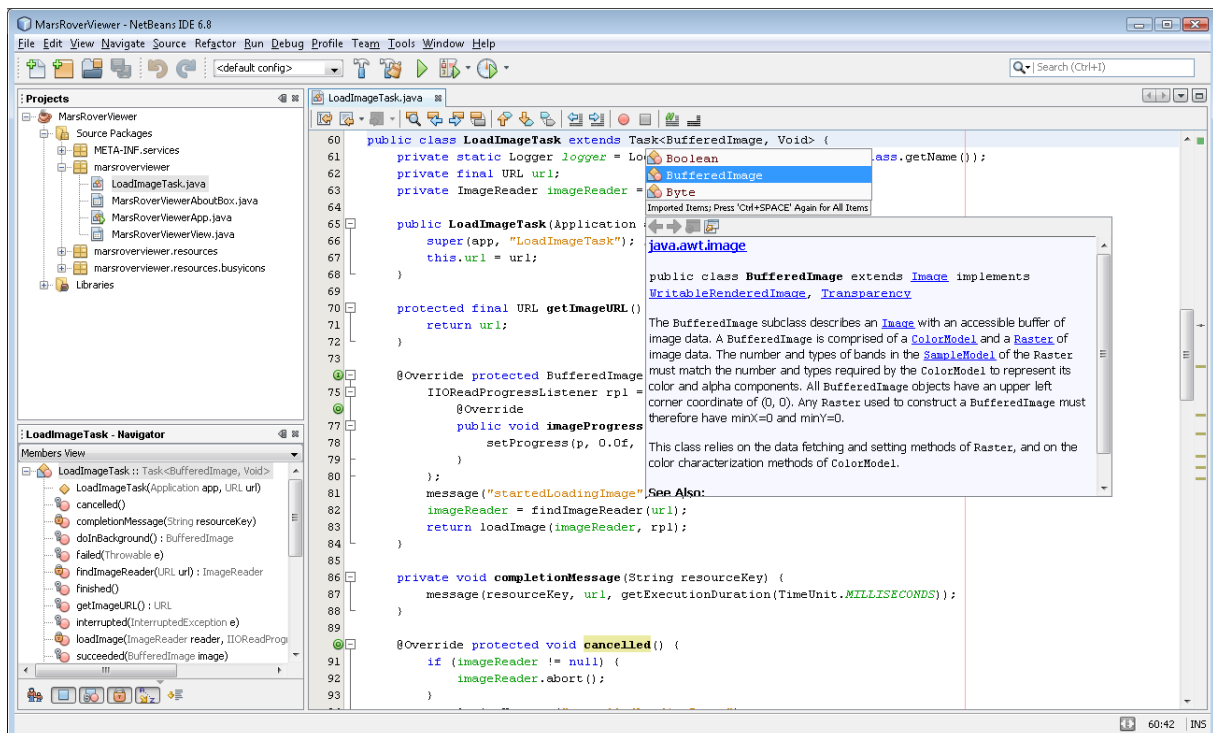 MarsRoverViewer - NetBeans IDE 6.8
File Edit View Navigate Source Refactor Run Debug Profile Team Tools Window Help
<default config>
Search (Ctrl+I)
Projects
MarsRoverViewer
Source Packages
META-INF.services
marsroverviewer
LoadImageTask.java
MarsRoverViewerAboutBox.java
MarsRoverViewerApp.java
MarsRoverViewerView.java
marsroverviewer.resources
marsroverviewer.resources.busyicons
Libraries
LoadImageTask - Navigator
Members View
LoadImageTask :: Task<BufferedImage, Void>
LoadImageTask(Application app, URL url)
cancelled()
completionMessage(String resourceKey)
doInBackground() : BufferedImage
failed(Throwable e)
findImageReader(URL url) : ImageReader
finished()
getImageURL() : URL
interrupted(InterruptedException e)
loadImage(ImageReader reader, IIOReadProgr
succeeded(BufferedImage image)
LoadImageTask.java
60 public class LoadImageTask extends Task<BufferedImage, Void> {
61 private static Logger logger = Lo ass.getName());
62 private final URL url;
63 private ImageReader imageReader =
64
65 public LoadImageTask(Application
66 super(app, "LoadImageTask");
67 this.url = url;
68 }
69
70 protected final URL getImageURL()
71 return url;
72 }
73
@Override protected BufferedImage
75 IIOReadProgressListener rpl =
@Override
77 public void imageProgress
78 setProgress(p, 0.0f,
79 }
80 };
81 message("startedLoadingImage",
82 imageReader = findImageReader(url);
83 return loadImage(imageReader, rpl);
84 }
85
86 private void completionMessage(String resourceKey) {
87 message(resourceKey, url, getExecutionDuration(TimeUnit.MILLISECONDS));
88 }
89
@Override protected void cancelled() {
91 if (imageReader != null) {
92 imageReader.abort();
93 }
Boolean
BufferedImage
Byte
Imported Items; Press 'Ctrl+SPACE' Again for All Items
java.awt.image
public class BufferedImage extends Image implements
WritableRenderedImage, Transparency
The BufferedImage subclass describes an Image with an accessible buffer of
image data. A BufferedImage is comprised of a ColorModel and a Raster of
image data. The number and types of bands in the SampleModel of the Raster
must match the number and types required by the ColorModel to represent its
color and alpha components. All BufferedImage objects have an upper left
corner coordinate of (0, 0). Any Raster used to construct a BufferedImage must
therefore have minX=0 and minY=0.
This class relies on the data fetching and setting methods of Raster, and on the
color characterization methods of ColorModel.
See Also:
60:42 INS